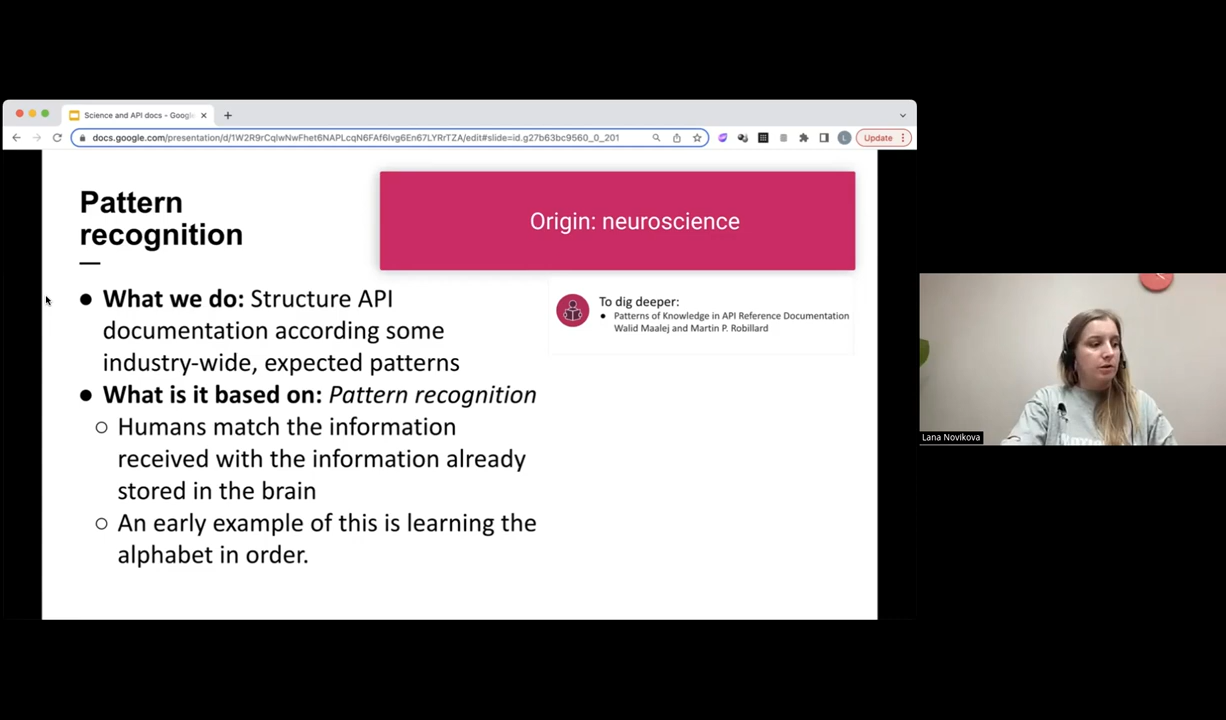 Science and API docs - Google
docs.google.com/presentation/d/1W2R9rCqlwNwFhet6NAPLcqN6FAf6lvg6En67LYRrTZA/edit#slide=id.g27b63bc9560_0_201
Update
Pattern
recognition
Origin: neuroscience
● What we do: Structure API
documentation according some
industry-wide, expected patterns
● What is it based on: Pattern recognition
○ Humans match the information
received with the information already
stored in the brain
○ An early example of this is learning the
alphabet in order.
To dig deeper:
● Patterns of Knowledge in API Reference Documentation
Walid Maalej and Martin P. Robillard
Lana Novikova